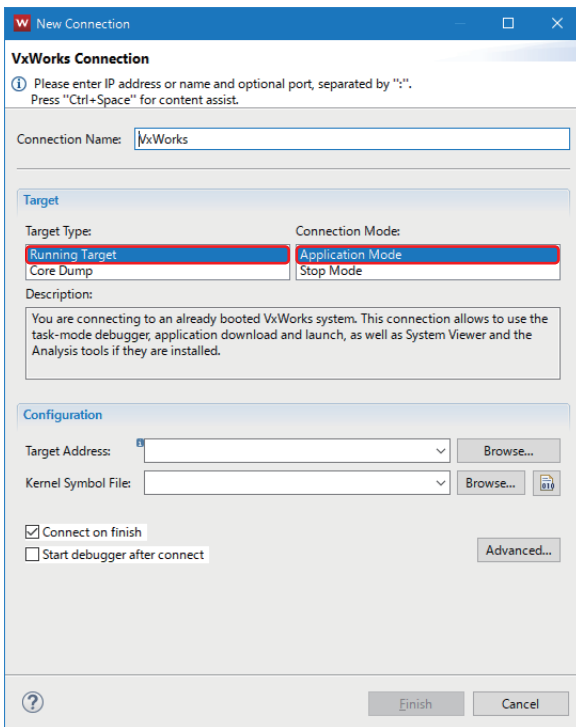 W New Connection
VxWorks Connection
i Please enter IP address or name and optional port, separated by ":".
Press "Ctrl+Space" for content assist.
Connection Name: VxWorks
Target
Target Type: Connection Mode:
Running Target Application Mode
Core Dump Stop Mode
Description:
You are connecting to an already booted VxWorks system. This connection allows to use the
task-mode debugger, application download and launch, as well as System Viewer and the
Analysis tools if they are installed.
Configuration
Target Address: i Browse...
Kernel Symbol File: Browse... 010
Connect on finish
Start debugger after connect
Advanced...
? Finish Cancel